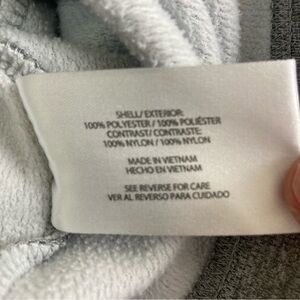 SHELL/ EXTERIOR:
100% POLYESTER / 100% POLIÉSTER
CONTRAST/ CONTRASTE:
100% NYLON / 100% NYLON
MADE IN VIETNAM
HECHO EN VIETNAM
SEE REVERSE FOR CARE
VER AL REVERSO PARA CUIDADO